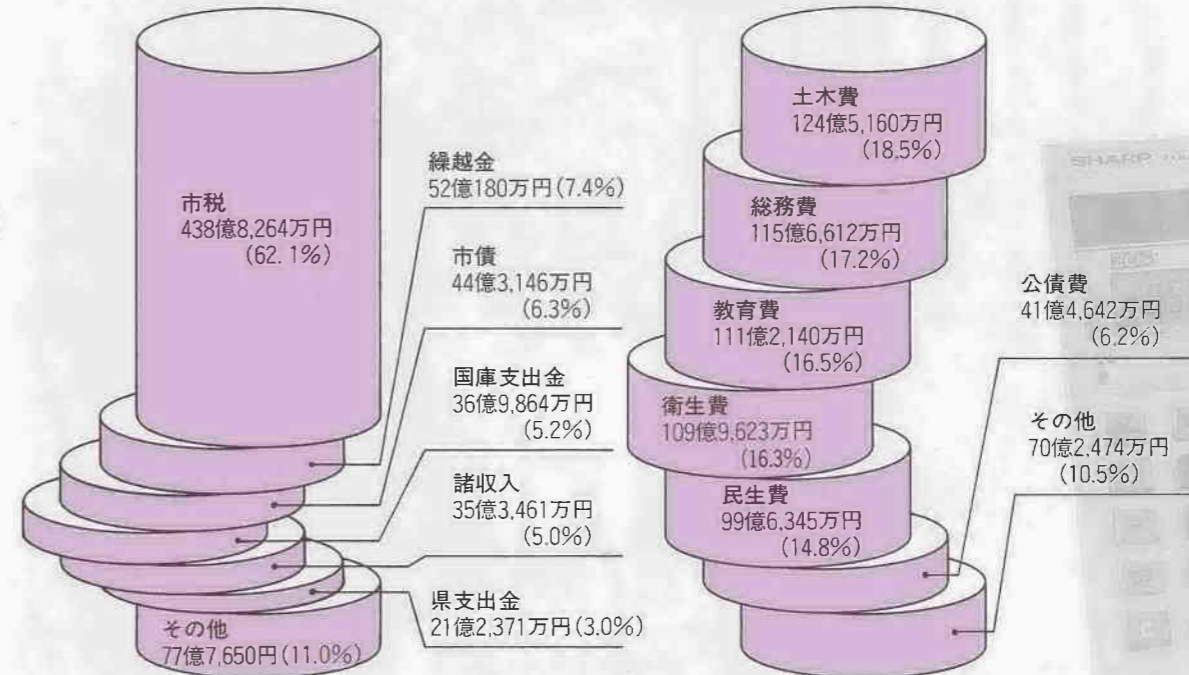 市税
438億8,264万円
(62.1%)
繰越金
52億180万円(7.4%)
市債
44億3,146万円
(6.3%)
国庫支出金
36億9,864万円
(5.2%)
諸収入
35億3,461万円
(5.0%)
県支出金
21億2,371万円(3.0%)
その他
77億7,650円(11.0%)
土木費
124億5,160万円
(18.5%)
総務費
115億6,612万円
(17.2%)
教育費
111億2,140万円
(16.5%)
衛生費
109億9,623万円
(16.3%)
民生費
99億6,345万円
(14.8%)
公債費
41億4,642万円
(6.2%)
その他
70億2,474万円
(10.5%)
SHARP